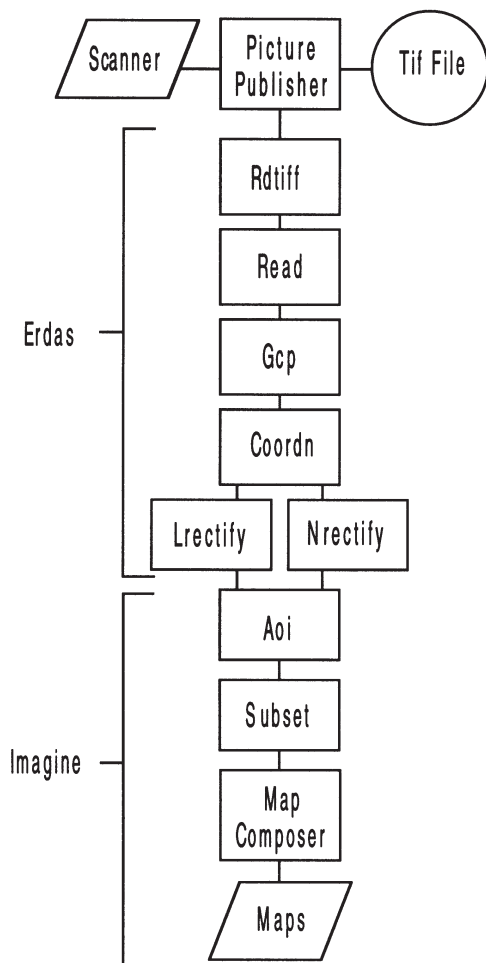 Scanner
Picture
Publisher
Tif File
Rdtiff
Read
Erdas
Gcp
Coordn
Lrectify
Nrectify
Aoi
Subset
Imagine
Map
Composer
Maps